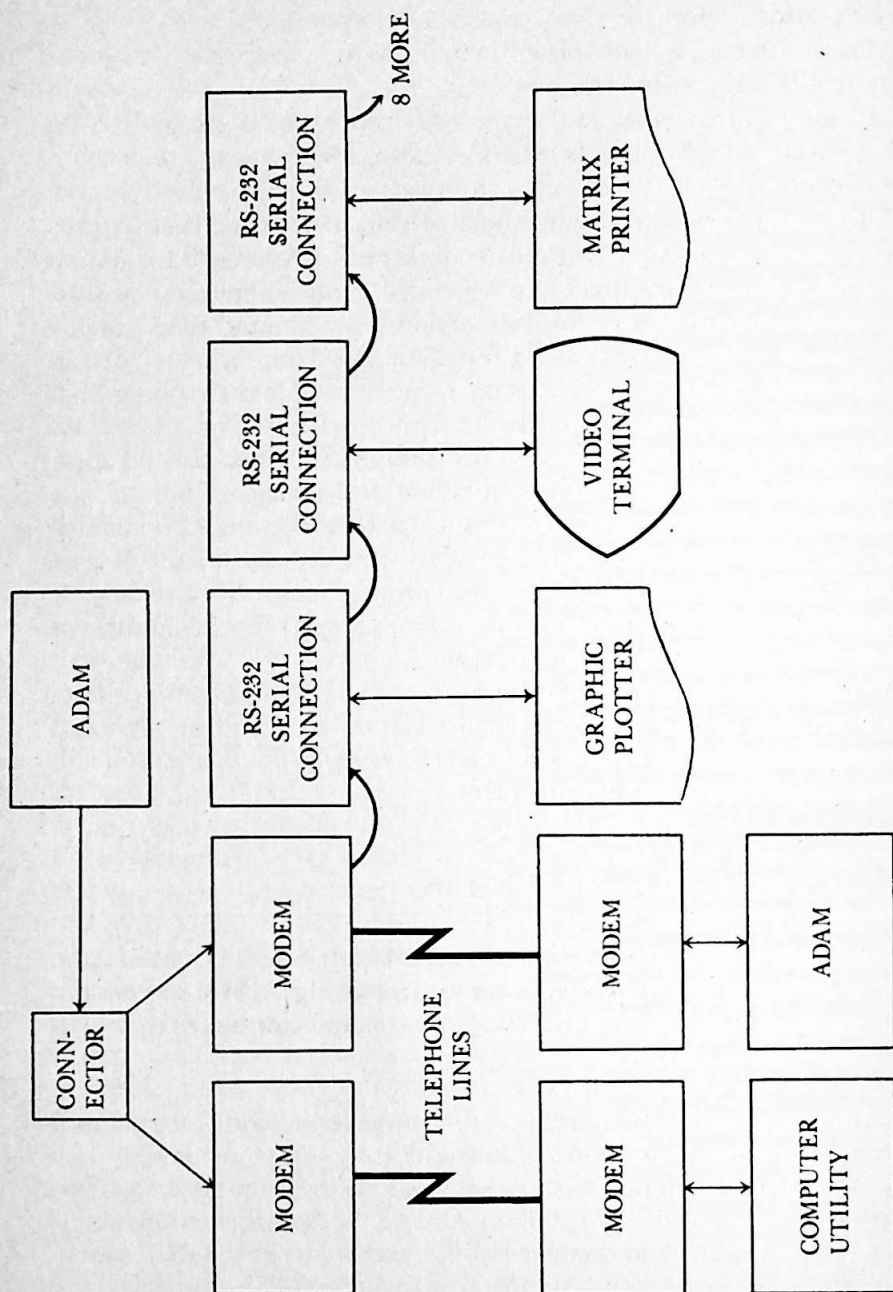 ADAM
CONN-
ECTOR
MODEM
MODEM
RS-232
SERIAL
CONNECTION
RS-232
SERIAL
CONNECTION
RS-232
SERIAL
CONNECTION
8 MORE
TELEPHONE
LINES
MODEM
MODEM
GRAPHIC
PLOTTER
VIDEO
TERMINAL
MATRIX
PRINTER
COMPUTER
UTILITY
ADAM